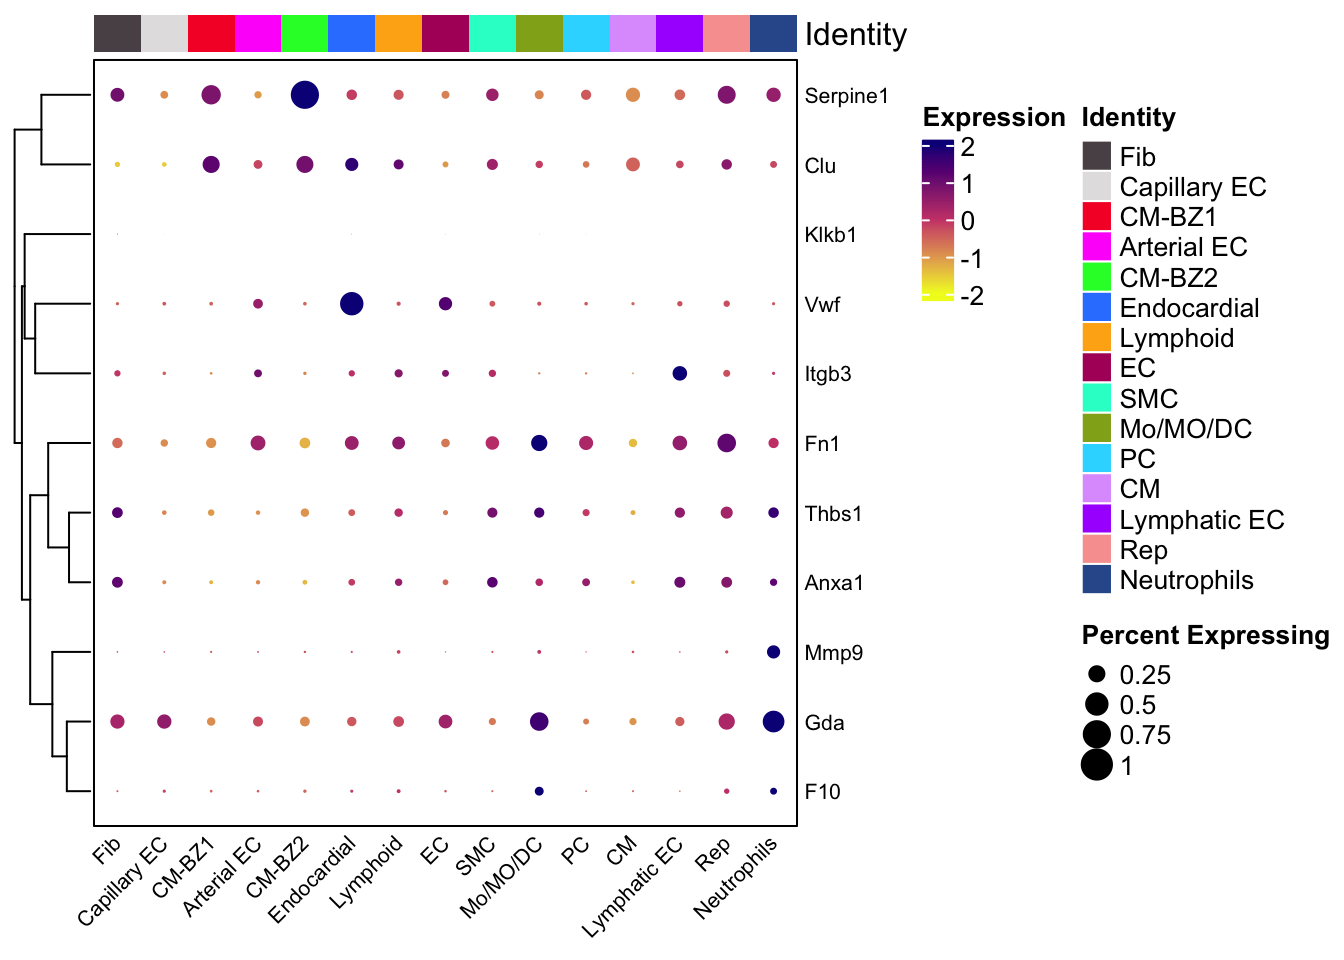 Identity
Serpine1
Clu
Klkb1
Vwf
Itgb3
Fn1
Thbs1
Anxa1
Mmp9
Gda
F10
Fib
Capillary EC
CM-BZ1
Arterial EC
CM-BZ2
Endocardial
Lymphoid
EC
SMC
Mo/MO/DC
PC
CM
Lymphatic EC
Rep
Neutrophils
Expression
2
1
0
-1
-2
Identity
Fib
Capillary EC
CM-BZ1
Arterial EC
CM-BZ2
Endocardial
Lymphoid
EC
SMC
Mo/MO/DC
PC
CM
Lymphatic EC
Rep
Neutrophils
Percent Expressing
0.25
0.5
0.75
1